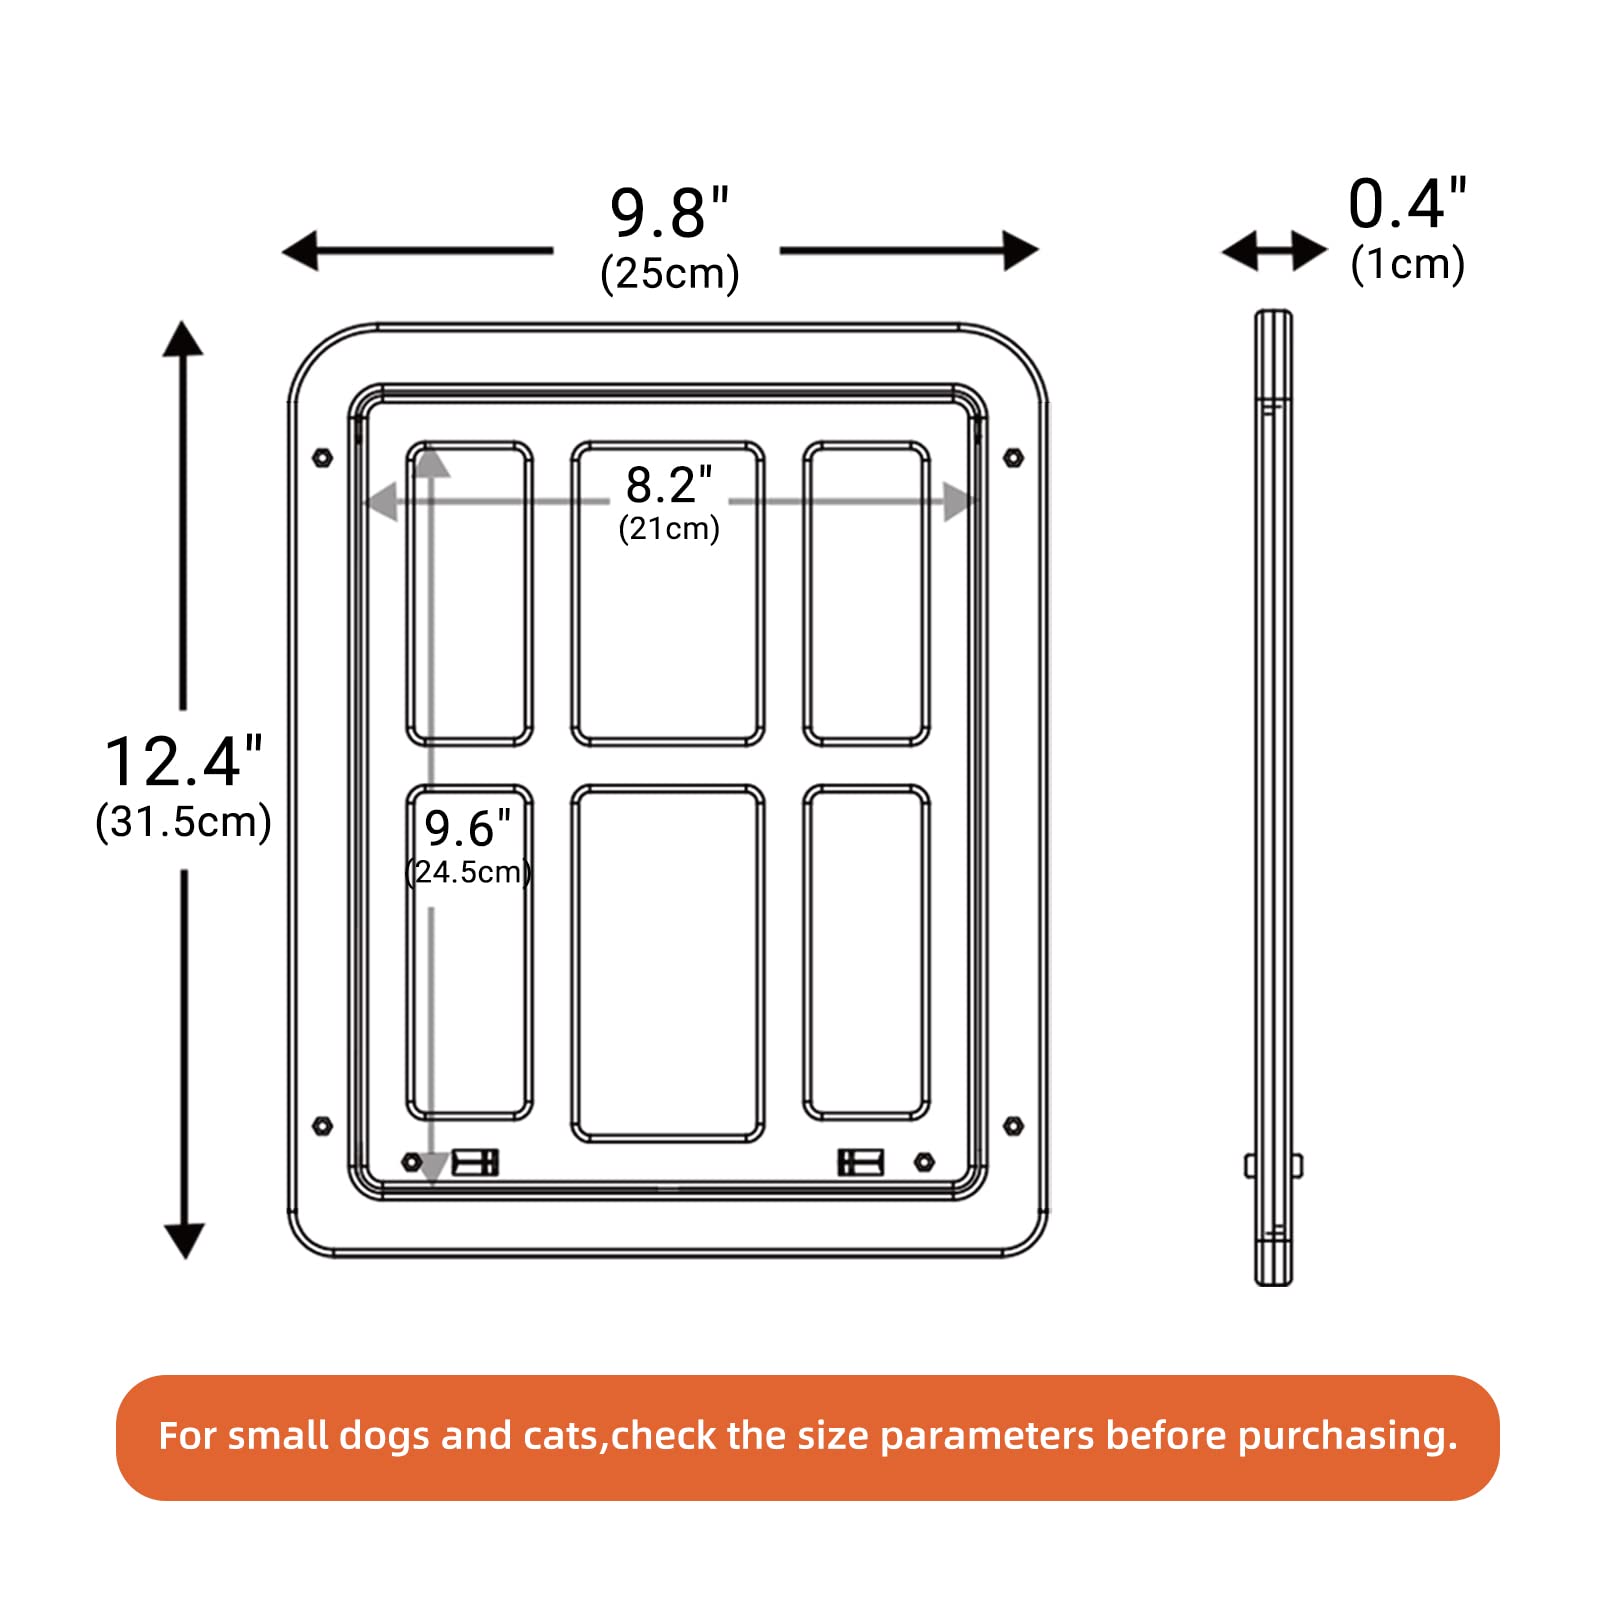 9.8"
(25cm)
0.4"
(1cm)
8.2"
(21cm)
12.4"
(31.5cm)
9.6"
(24.5cm)
For small dogs and cats,check the size parameters before purchasing.